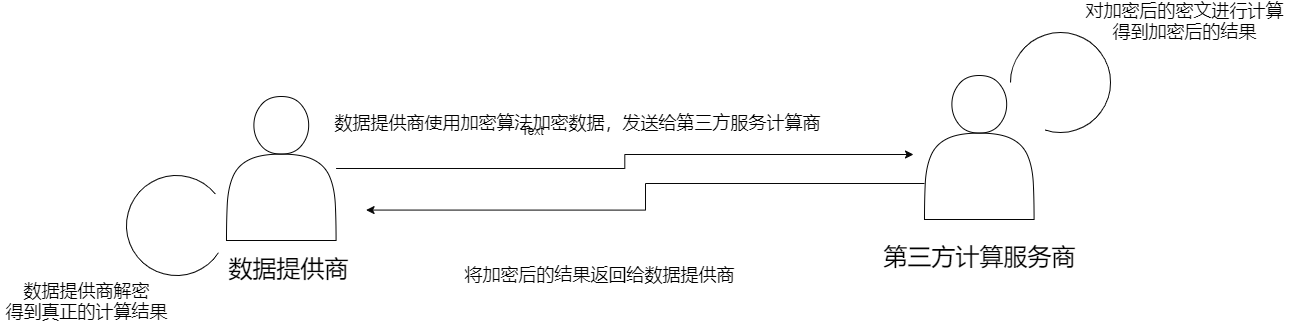 对加密后的密文进行计算
得到加密后的结果
数据提供商使用加密算法加密数据，发送给第三方服务计算商
Text
第三方计算服务商
数据提供商
将加密后的结果返回给数据提供商
数据提供商解密
得到真正的计算结果